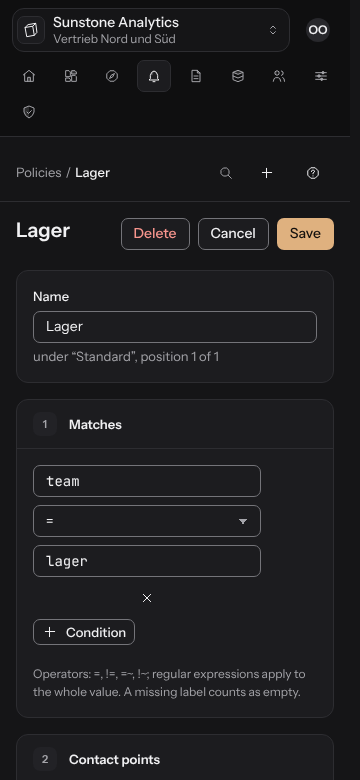 Sunstone Analytics
Vertrieb Nord und Süd
OO
Policies / Lager
Lager
Delete
Cancel
Save
Name
Lager
under “Standard”, position 1 of 1
1
Matches
team
=
lager
Condition
Operators: =, !=, =~, !~; regular expressions apply to
the whole value. A missing label counts as empty.
2
Contact points